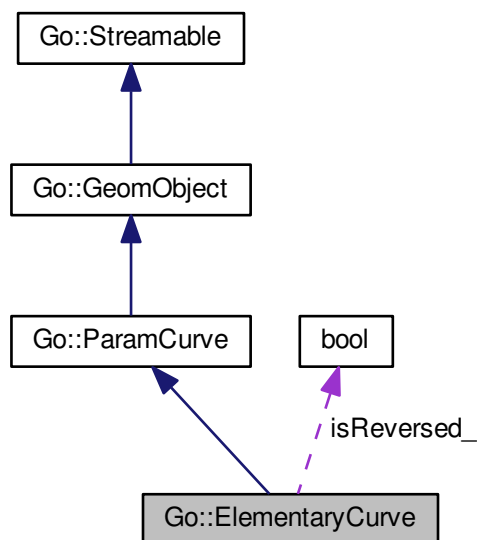 Go::Streamable
Go::GeomObject
Go::ParamCurve
bool
isReversed_
Go::ElementaryCurve